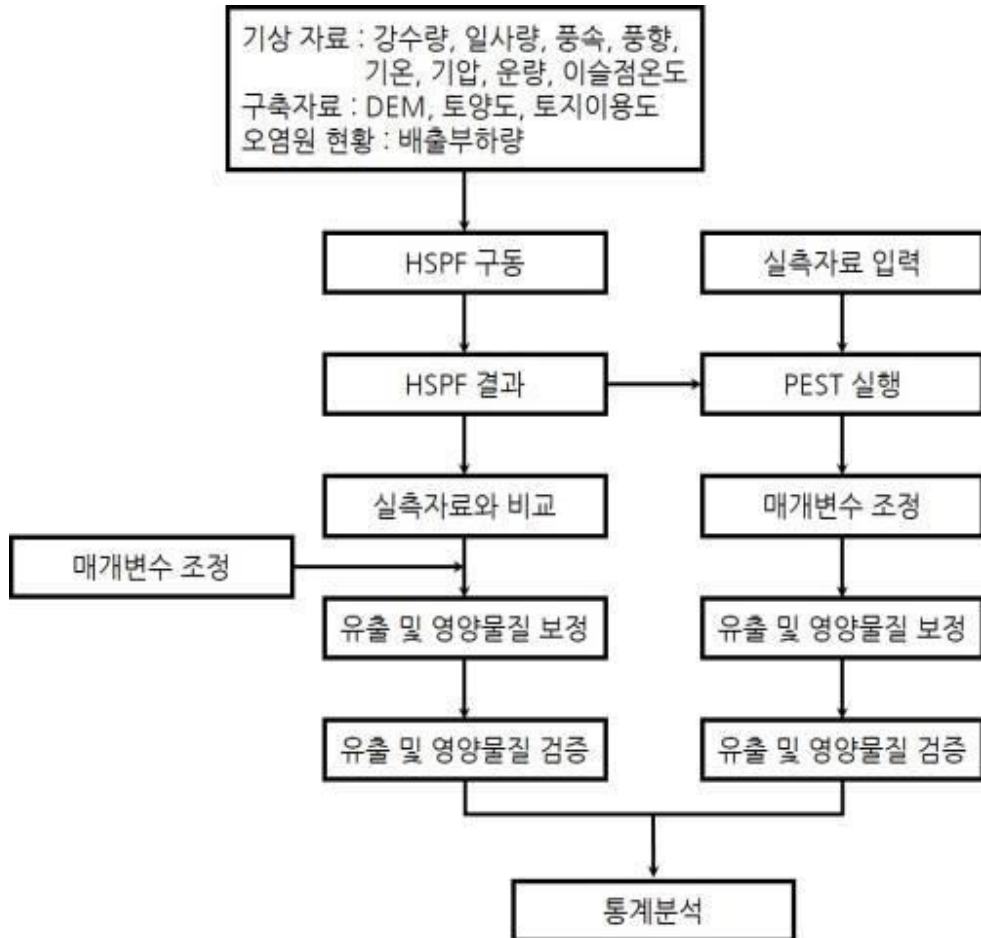 기상 자료 : 강수량, 일사량, 풍속, 풍향,
기온, 기압, 운량, 이슬점온도
구축자료 : DEM, 토양도, 토지이용도
오염원 현황 : 배출부하량
HSPF 구동
실측자료 입력
HSPF 결과
PEST 실행
실측자료와 비교
매개변수 조정
매개변수 조정
유출 및 영양물질 보정
유출 및 영양물질 보정
유출 및 영양물질 검증
유출 및 영양물질 검증
통계분석